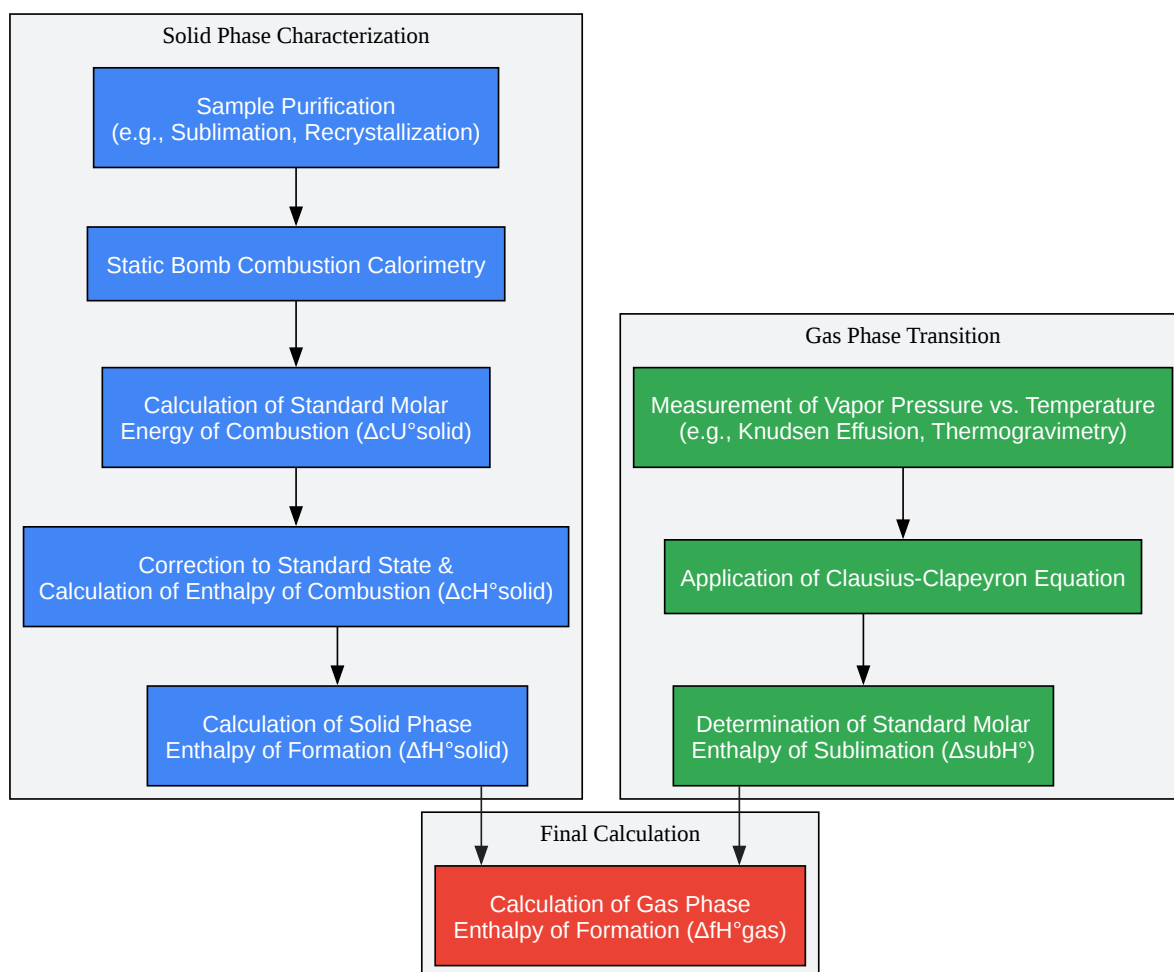 Solid Phase Characterization
Sample Purification
(e.g., Sublimation, Recrystallization)
Static Bomb Combustion Calorimetry
Calculation of Standard Molar
Energy of Combustion (ΔcU°solid)
Correction to Standard State &
Calculation of Enthalpy of Combustion (ΔcH°solid)
Calculation of Solid Phase
Enthalpy of Formation (ΔfH°solid)
Gas Phase Transition
Measurement of Vapor Pressure vs. Temperature
(e.g., Knudsen Effusion, Thermogravimetry)
Application of Clausius-Clapeyron Equation
Determination of Standard Molar
Enthalpy of Sublimation (ΔsubH°)
Final Calculation
Calculation of Gas Phase
Enthalpy of Formation (ΔfH°gas)